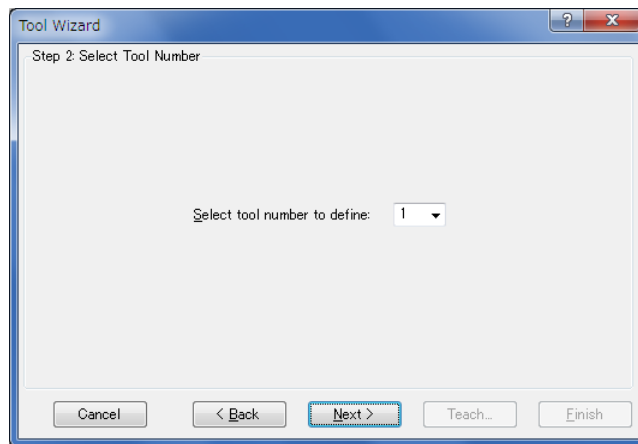 Tool Wizard
?
X
Step 2: Select Tool Number
Select tool number to define: 1
Cancel < Back Next > Teach... Finish